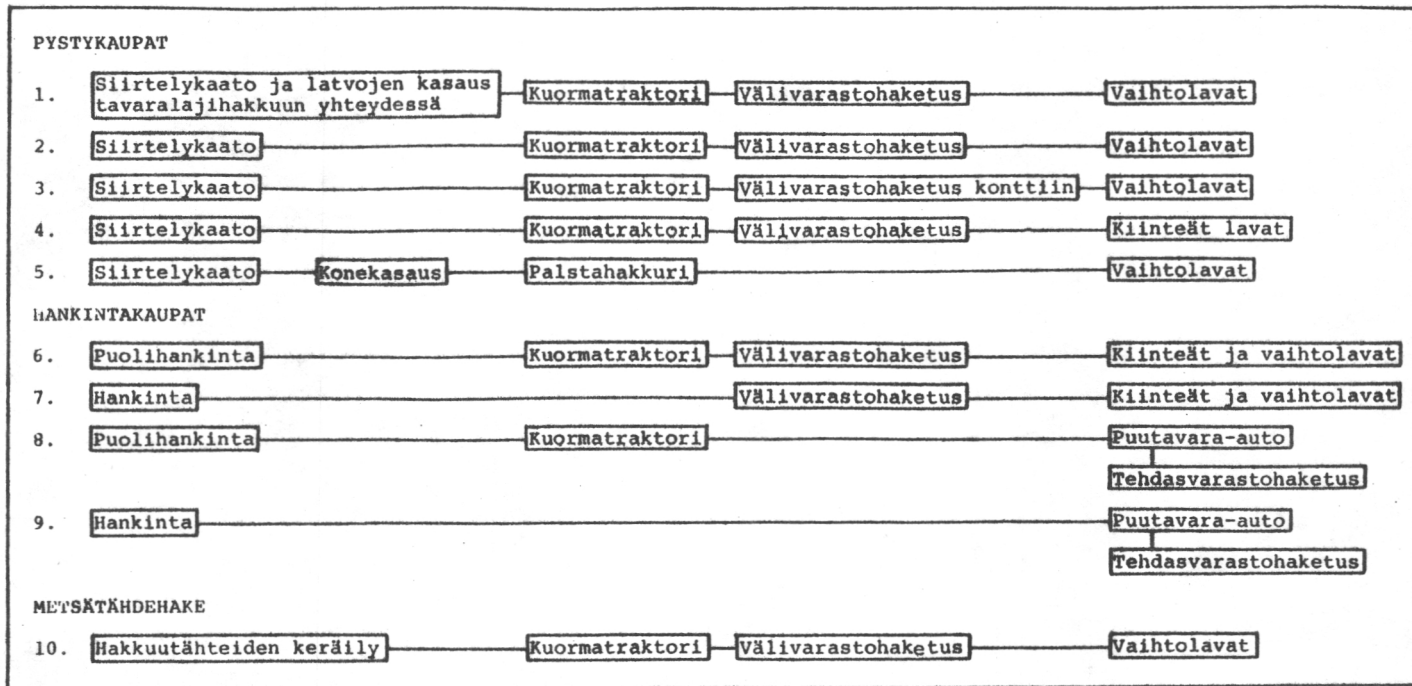 PYSTYKAUPAT
1. Siirtelykaato ja latvojen kasaus tavaralajihakkuun yhteydessä Kuormatraktori Välivarastohaketus Vaihtolavat
2. Siirtelykaato Kuormatraktori Välivarastohaketus Vaihtolavat
3. Siirtelykaato Kuormatraktori Välivarastohaketus konttiin Vaihtolavat
4. Siirtelykaato Kuormatraktori Välivarastohaketus Kiinteät lavat
5. Siirtelykaato Konekasaus Palstahakkuri Vaihtolavat
HANKINTAKAUPAT
6. Puolihankinta Kuormatraktori Välivarastohaketus Kiinteät ja vaihtolavat
7. Hankinta Välivarastohaketus Kiinteät ja vaihtolavat
8. Puolihankinta Kuormatraktori Puutavara-auto
Tehdasvarastohaketus
9. Hankinta Puutavara-auto
Tehdasvarastohaketus
METSÄTÄHDEHAKE
10. Hakkuutähteiden keräily Kuormatraktori Välivarastohaketus Vaihtolavat